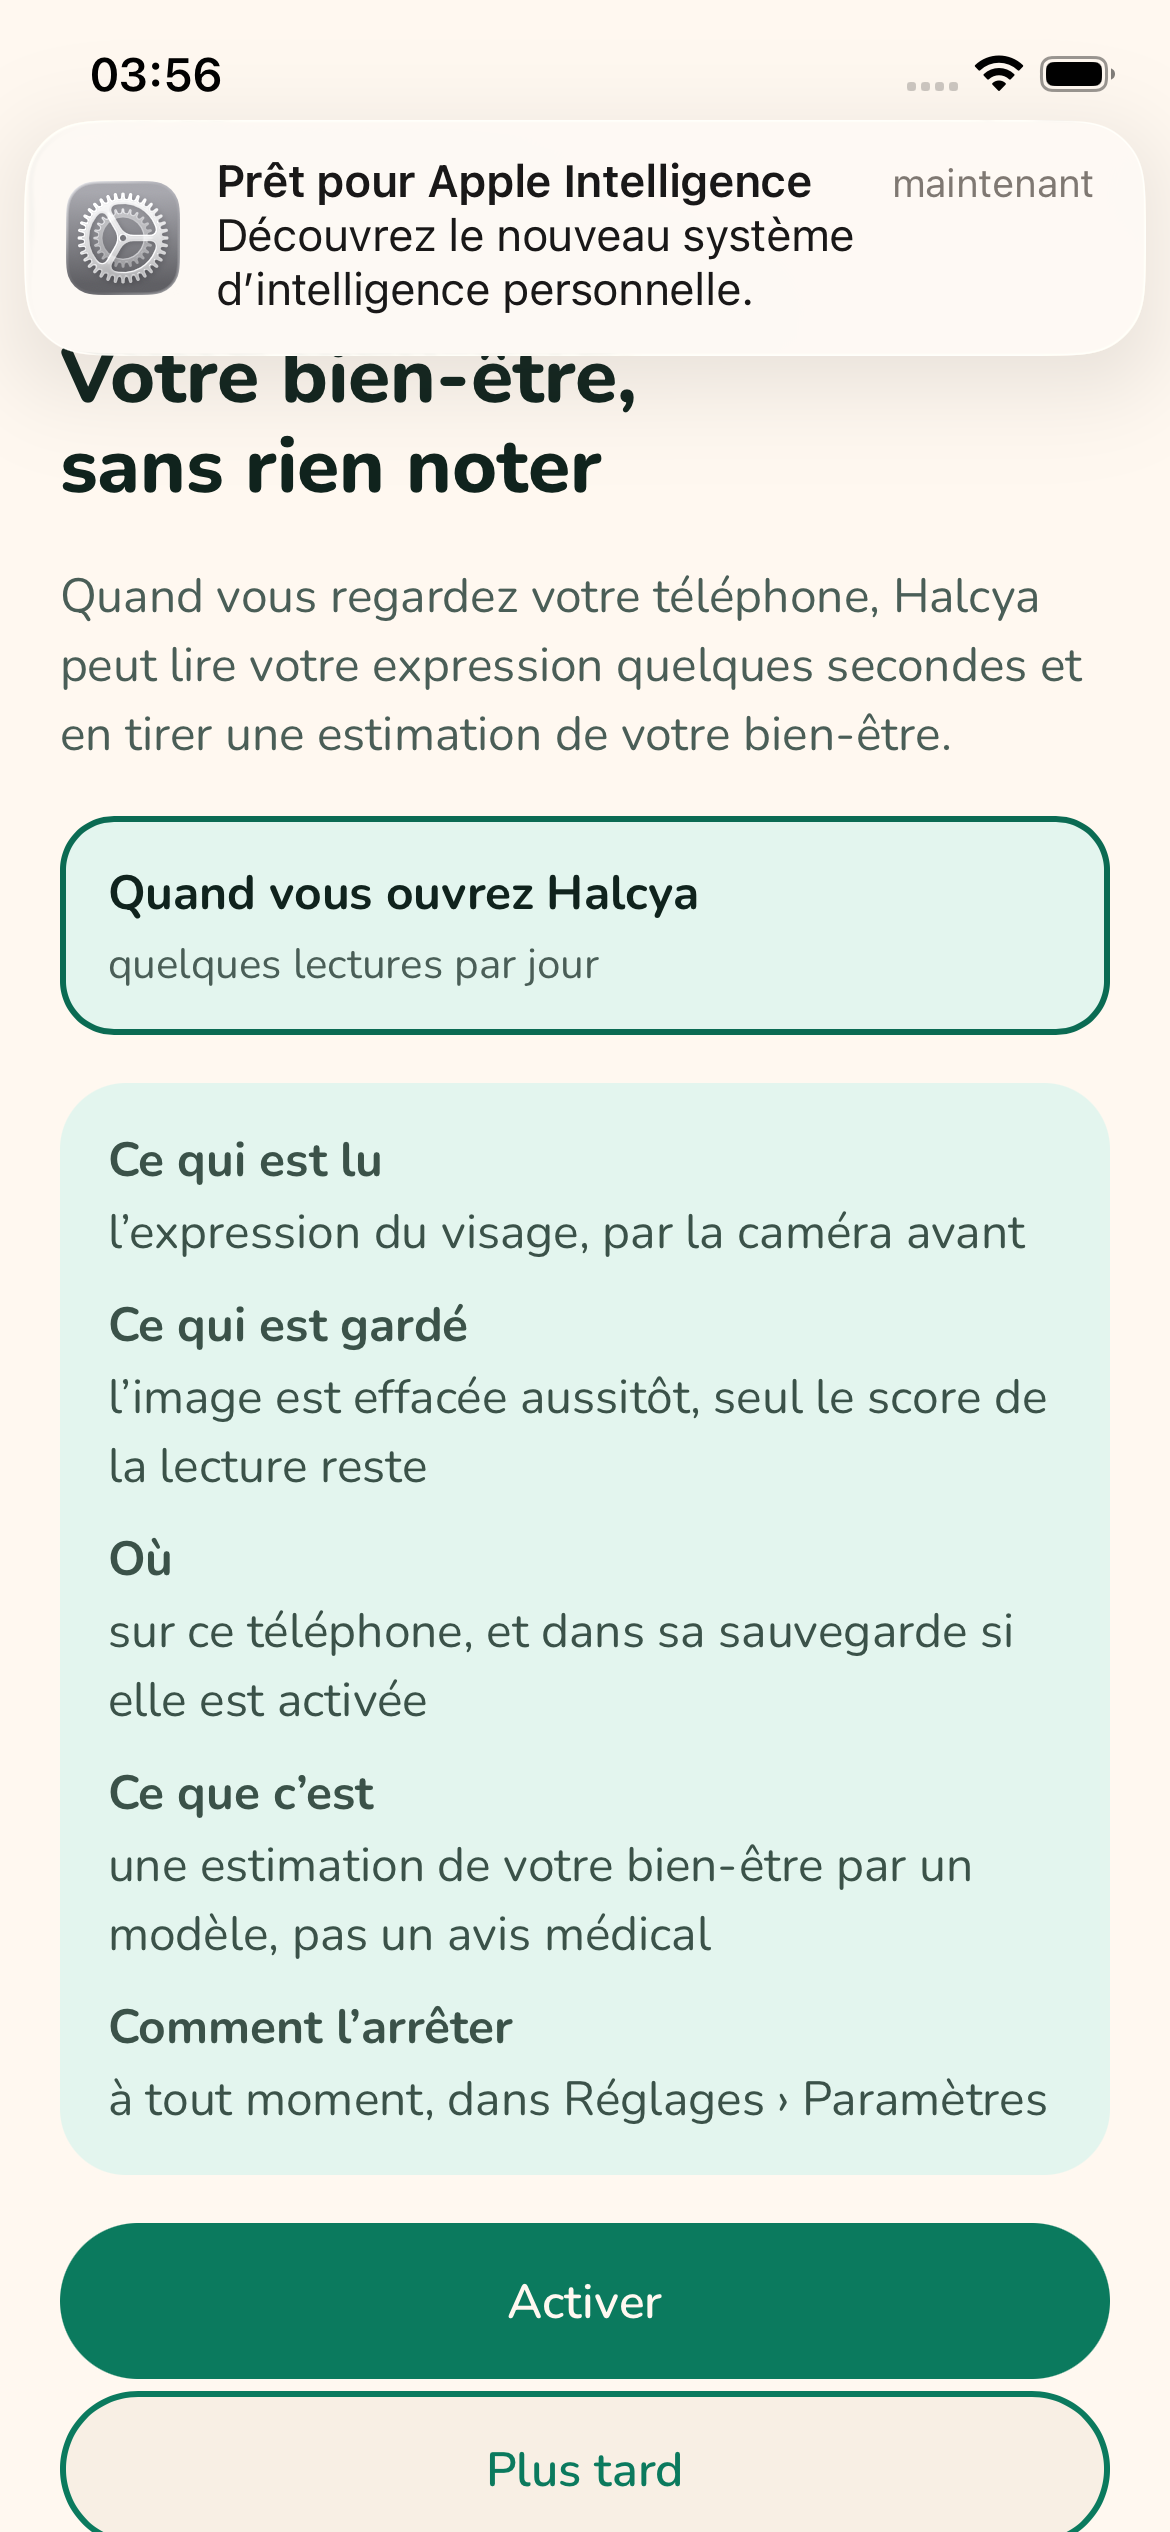 03:56
Prêt pour Apple Intelligence
maintenant
Découvrez le nouveau système
d’intelligence personnelle.
Votre bien-être,
sans rien noter
Quand vous regardez votre téléphone, Halcya
peut lire votre expression quelques secondes et
en tirer une estimation de votre bien-être.
Quand vous ouvrez Halcya
quelques lectures par jour
Ce qui est lu
l’expression du visage, par la caméra avant
Ce qui est gardé
l’image est effacée aussitôt, seul le score de
la lecture reste
Où
sur ce téléphone, et dans sa sauvegarde si
elle est activée
Ce que c’est
une estimation de votre bien-être par un
modèle, pas un avis médical
Comment l’arrêter
à tout moment, dans Réglages › Paramètres
Activer
Plus tard